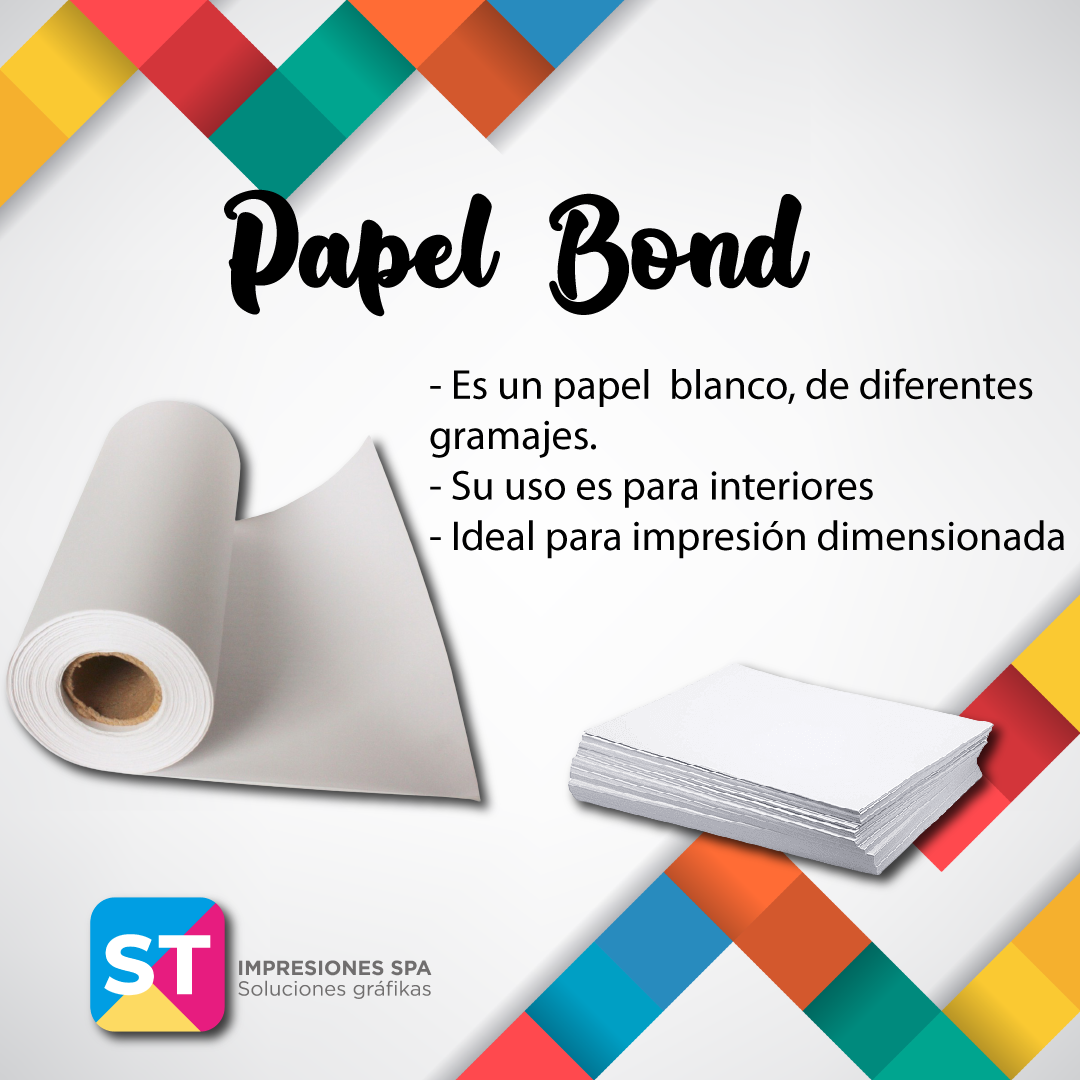 Papel Bond
- Es un papel  blanco, de diferentes
gramajes.
- Su uso es para interiores
- Ideal para impresión dimensionada
ST
IMPRESIONES SPA
Soluciones gráfikas